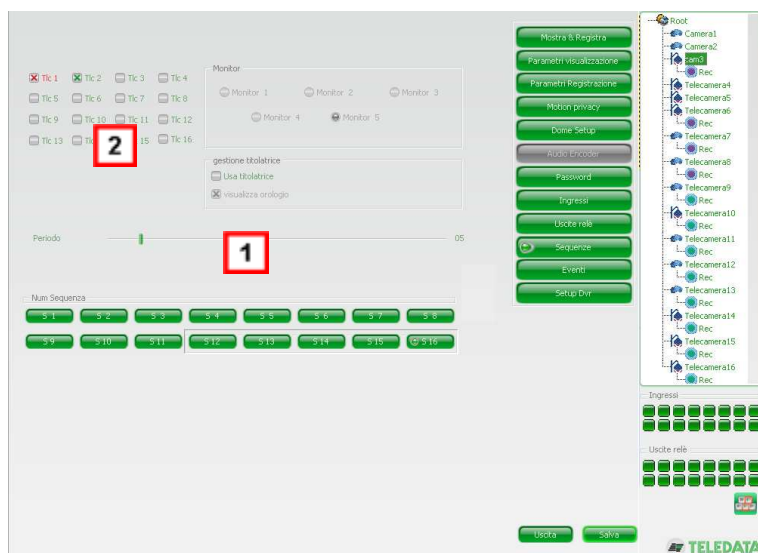 Tlc 1 Tlc 2 Tlc 3 Tlc 4
Tlc 5 Tlc 6 Tlc 7 Tlc 8
Tlc 9 Tlc 10 Tlc 11 Tlc 12
Tlc 13 15 Tlc 16
2
Monitor
Monitor 1 Monitor 2 Monitor 3
Monitor 4 Monitor 5
gestione titolatrice
Usa titolatrice
visualizza orologio
Periodo 05
1
Num Sequenza
S 1 S 2 S 3 S 4 S 5 S 6 S 7 S 8
S 9 S 10 S 11 S 12 S 13 S 14 S 15 S 16
Mostra & Registra
Parametri visualizzazione
Parametri Registrazione
Motion privacy
Dome Setup
Audio Encoder
Password
Ingressi
Uscite relè
Sequenze
Eventi
Setup Dvr
Uscita Salva
Root
Camera1
Camera2
cam3
Rec
Telecamera4
Telecamera5
Telecamera6
Rec
Telecamera7
Rec
Telecamera8
Rec
Telecamera9
Rec
Telecamera10
Rec
Telecamera11
Rec
Telecamera12
Rec
Telecamera13
Rec
Telecamera14
Rec
Telecamera15
Rec
Telecamera16
Rec
Ingressi
Uscite relè
TELEDATA